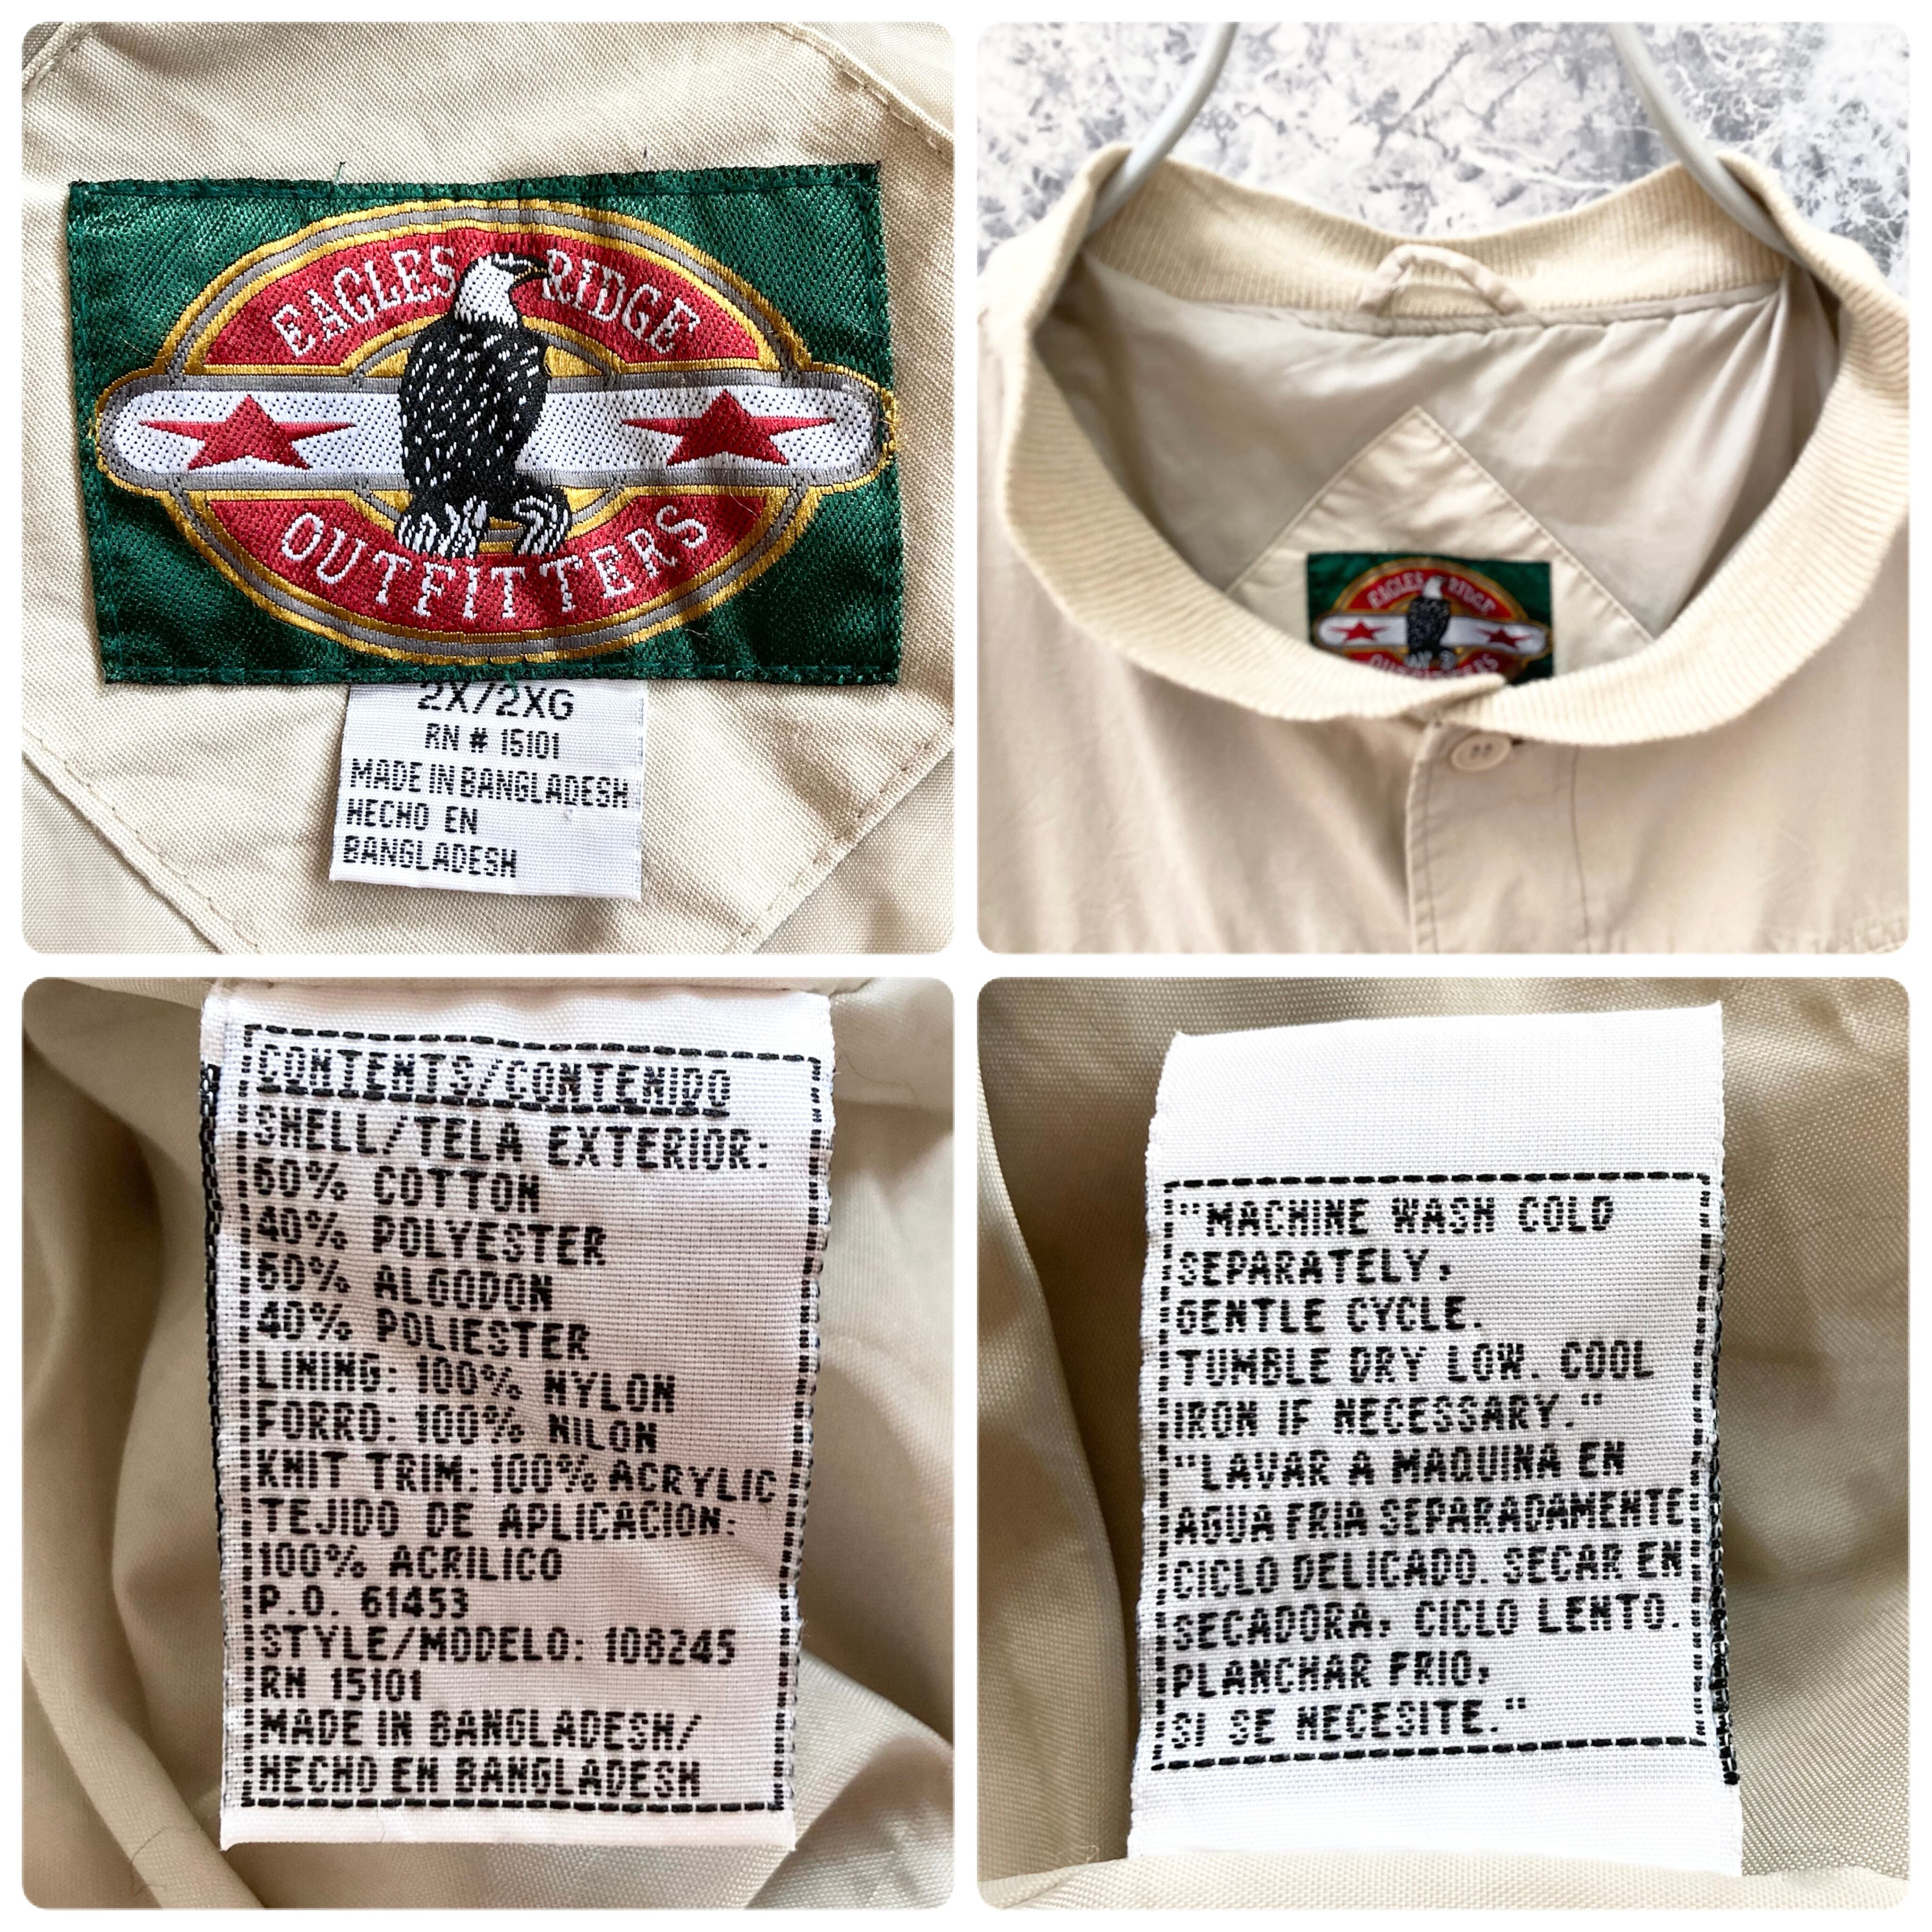 EAGLES RIDGE
OUTFITTERS
2X/2XG
RN # 15101
MADE IN BANGLADESH
HECHO EN
BANGLADESH
EAGLES RIDGE
OUTFITTERS
CONTENTS/CONTENIDO
SHELL/TELA EXTERIOR:
60% COTTON
40% POLYESTER
60% ALGODON
40% POLIESTER
LINING: 100% NYLON
FORRO: 100% NILON
KNIT TRIM: 100% ACRYLIC
TEJIDO DE APLICACION:
100% ACRILICO
P.O. 61453
STYLE/MODELO: 108245
RN 15101
MADE IN BANGLADESH/
HECHO EN BANGLADESH
"MACHINE WASH COLD
SEPARATELY,
GENTLE CYCLE.
TUMBLE DRY LOW. COOL
IRON IF NECESSARY."
"LAVAR A MAQUINA EN
AGUA FRIA SEPARADAMENTE
CICLO DELICADO. SECAR EN
SECADORA, CICLO LENTO.
PLANCHAR FRIO,
SI SE NECESITE."